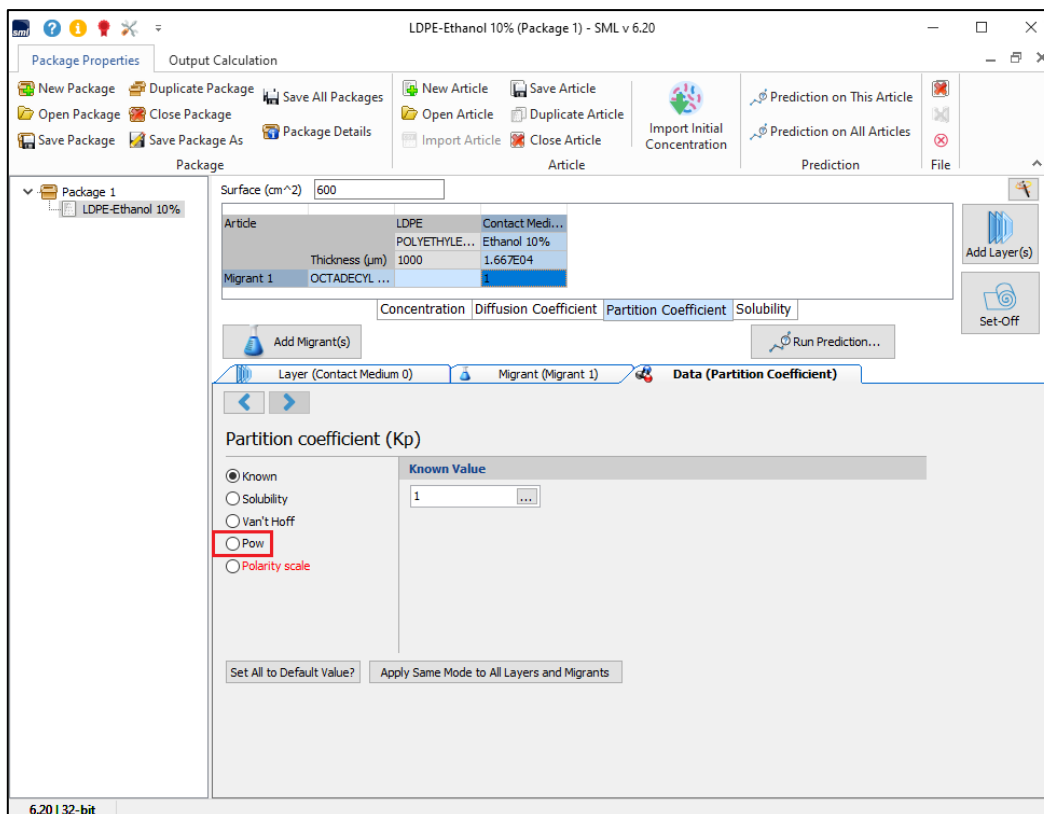 sml
LDPE-Ethanol 10% (Package 1) - SML v 6.20
Package Properties Output Calculation
New Package Duplicate Package Save All Packages
Open Package Close Package
Save Package Save Package As Package Details
Package
New Article Save Article
Open Article Duplicate Article
Import Article Close Article
Import Initial
Concentration
Article
Prediction on This Article
Prediction on All Articles
Prediction
File
Package 1
LDPE-Ethanol 10%
Surface (cm^2) 600
Article LDPE Contact Medi...
POLYETHYLE... Ethanol 10%
Thickness (µm) 1000 1.667E04
Migrant 1 OCTADECYL ... 1
Concentration Diffusion Coefficient Partition Coefficient Solubility
Add Layer(s)
Set-Off
Add Migrant(s) Run Prediction...
Layer (Contact Medium 0) Migrant (Migrant 1) Data (Partition Coefficient)
Partition coefficient (Kp)
Known
Solubility
Van't Hoff
Pow
Polarity scale
Known Value
1 ...
Set All to Default Value? Apply Same Mode to All Layers and Migrants
6.20 | 32-bit